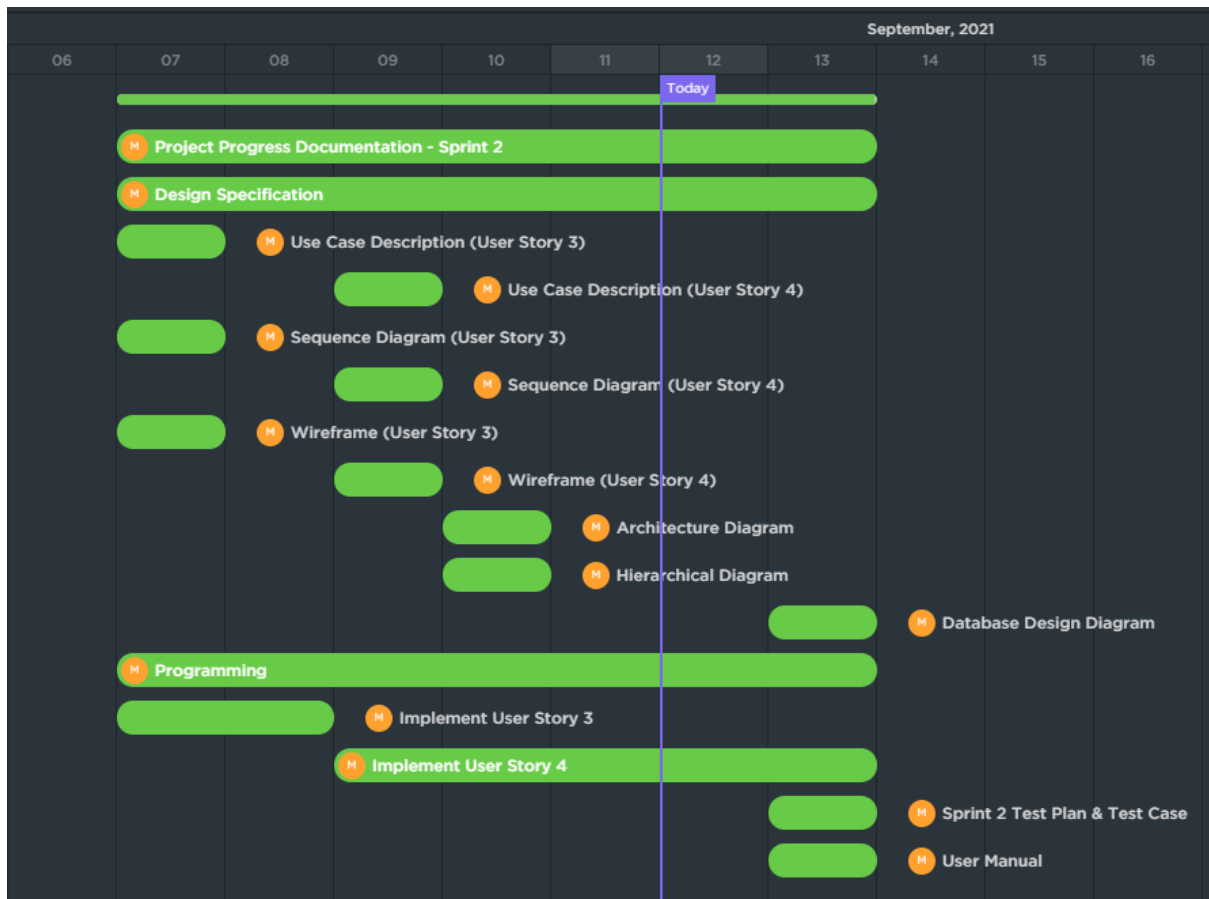 September, 2021
06 07 08 09 10 11 12 13 14 15 16
Today
M Project Progress Documentation - Sprint 2
M Design Specification
M Use Case Description (User Story 3)
M Use Case Description (User Story 4)
M Sequence Diagram (User Story 3)
M Sequence Diagram (User Story 4)
M Wireframe (User Story 3)
M Wireframe (User Story 4)
M Architecture Diagram
M Hierarchical Diagram
M Database Design Diagram
M Programming
M Implement User Story 3
M Implement User Story 4
M Sprint 2 Test Plan & Test Case
M User Manual